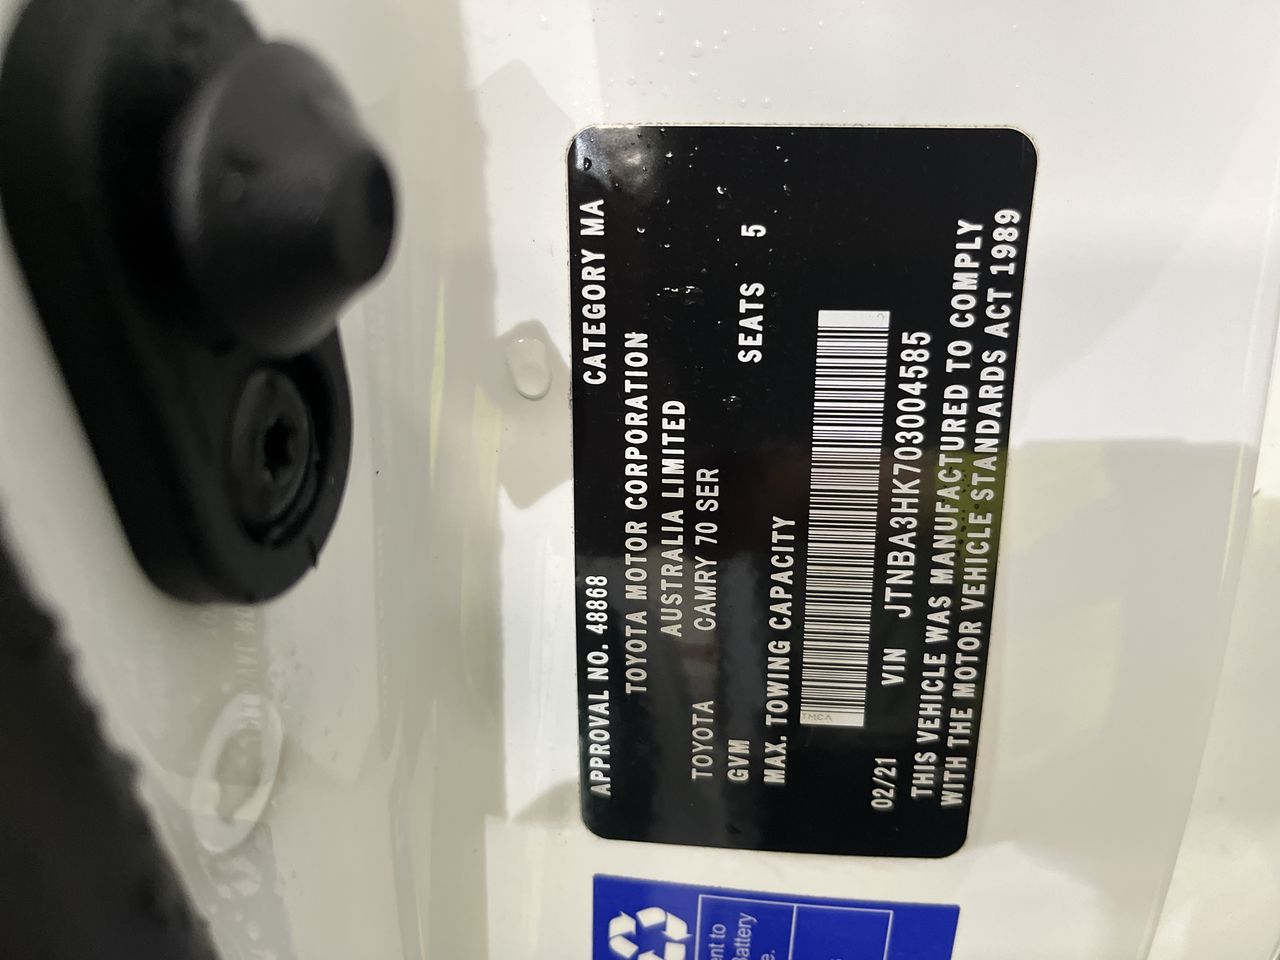 APPROVAL NO. 48868 CATEGORY MA
TOYOTA MOTOR CORPORATION
AUSTRALIA LIMITED
TOYOTA CAMRY 70 SER
GVM SEATS 5
MAX. TOWING CAPACITY
TMCA
02/21 VIN JTNBA3HK703004585
THIS VEHICLE WAS MANUFACTURED TO COMPLY
WITH THE MOTOR VEHICLE STANDARDS ACT 1989
to
Battery